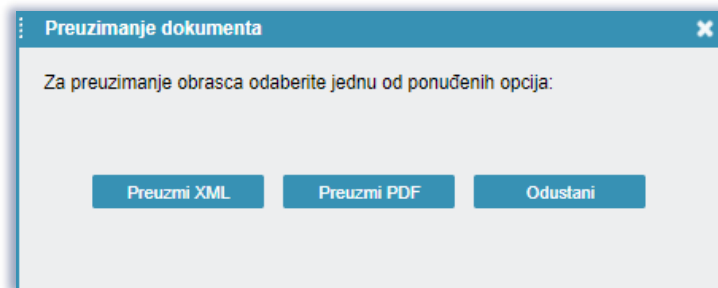 Preuzimanje dokumenta
Za preuzimanje obrasca odaberite jednu od ponuđenih opcija:
Preuzmi XML Preuzmi PDF Odustani